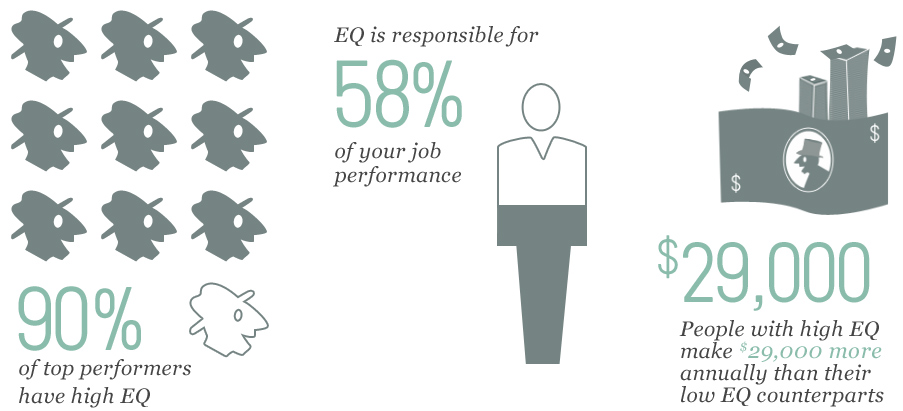 90%
of top performers
have high EQ
EQ is responsible for
58%
of your job
performance
$ $
$29,000
People with high EQ
make $29,000 more
annually than their
low EQ counterparts